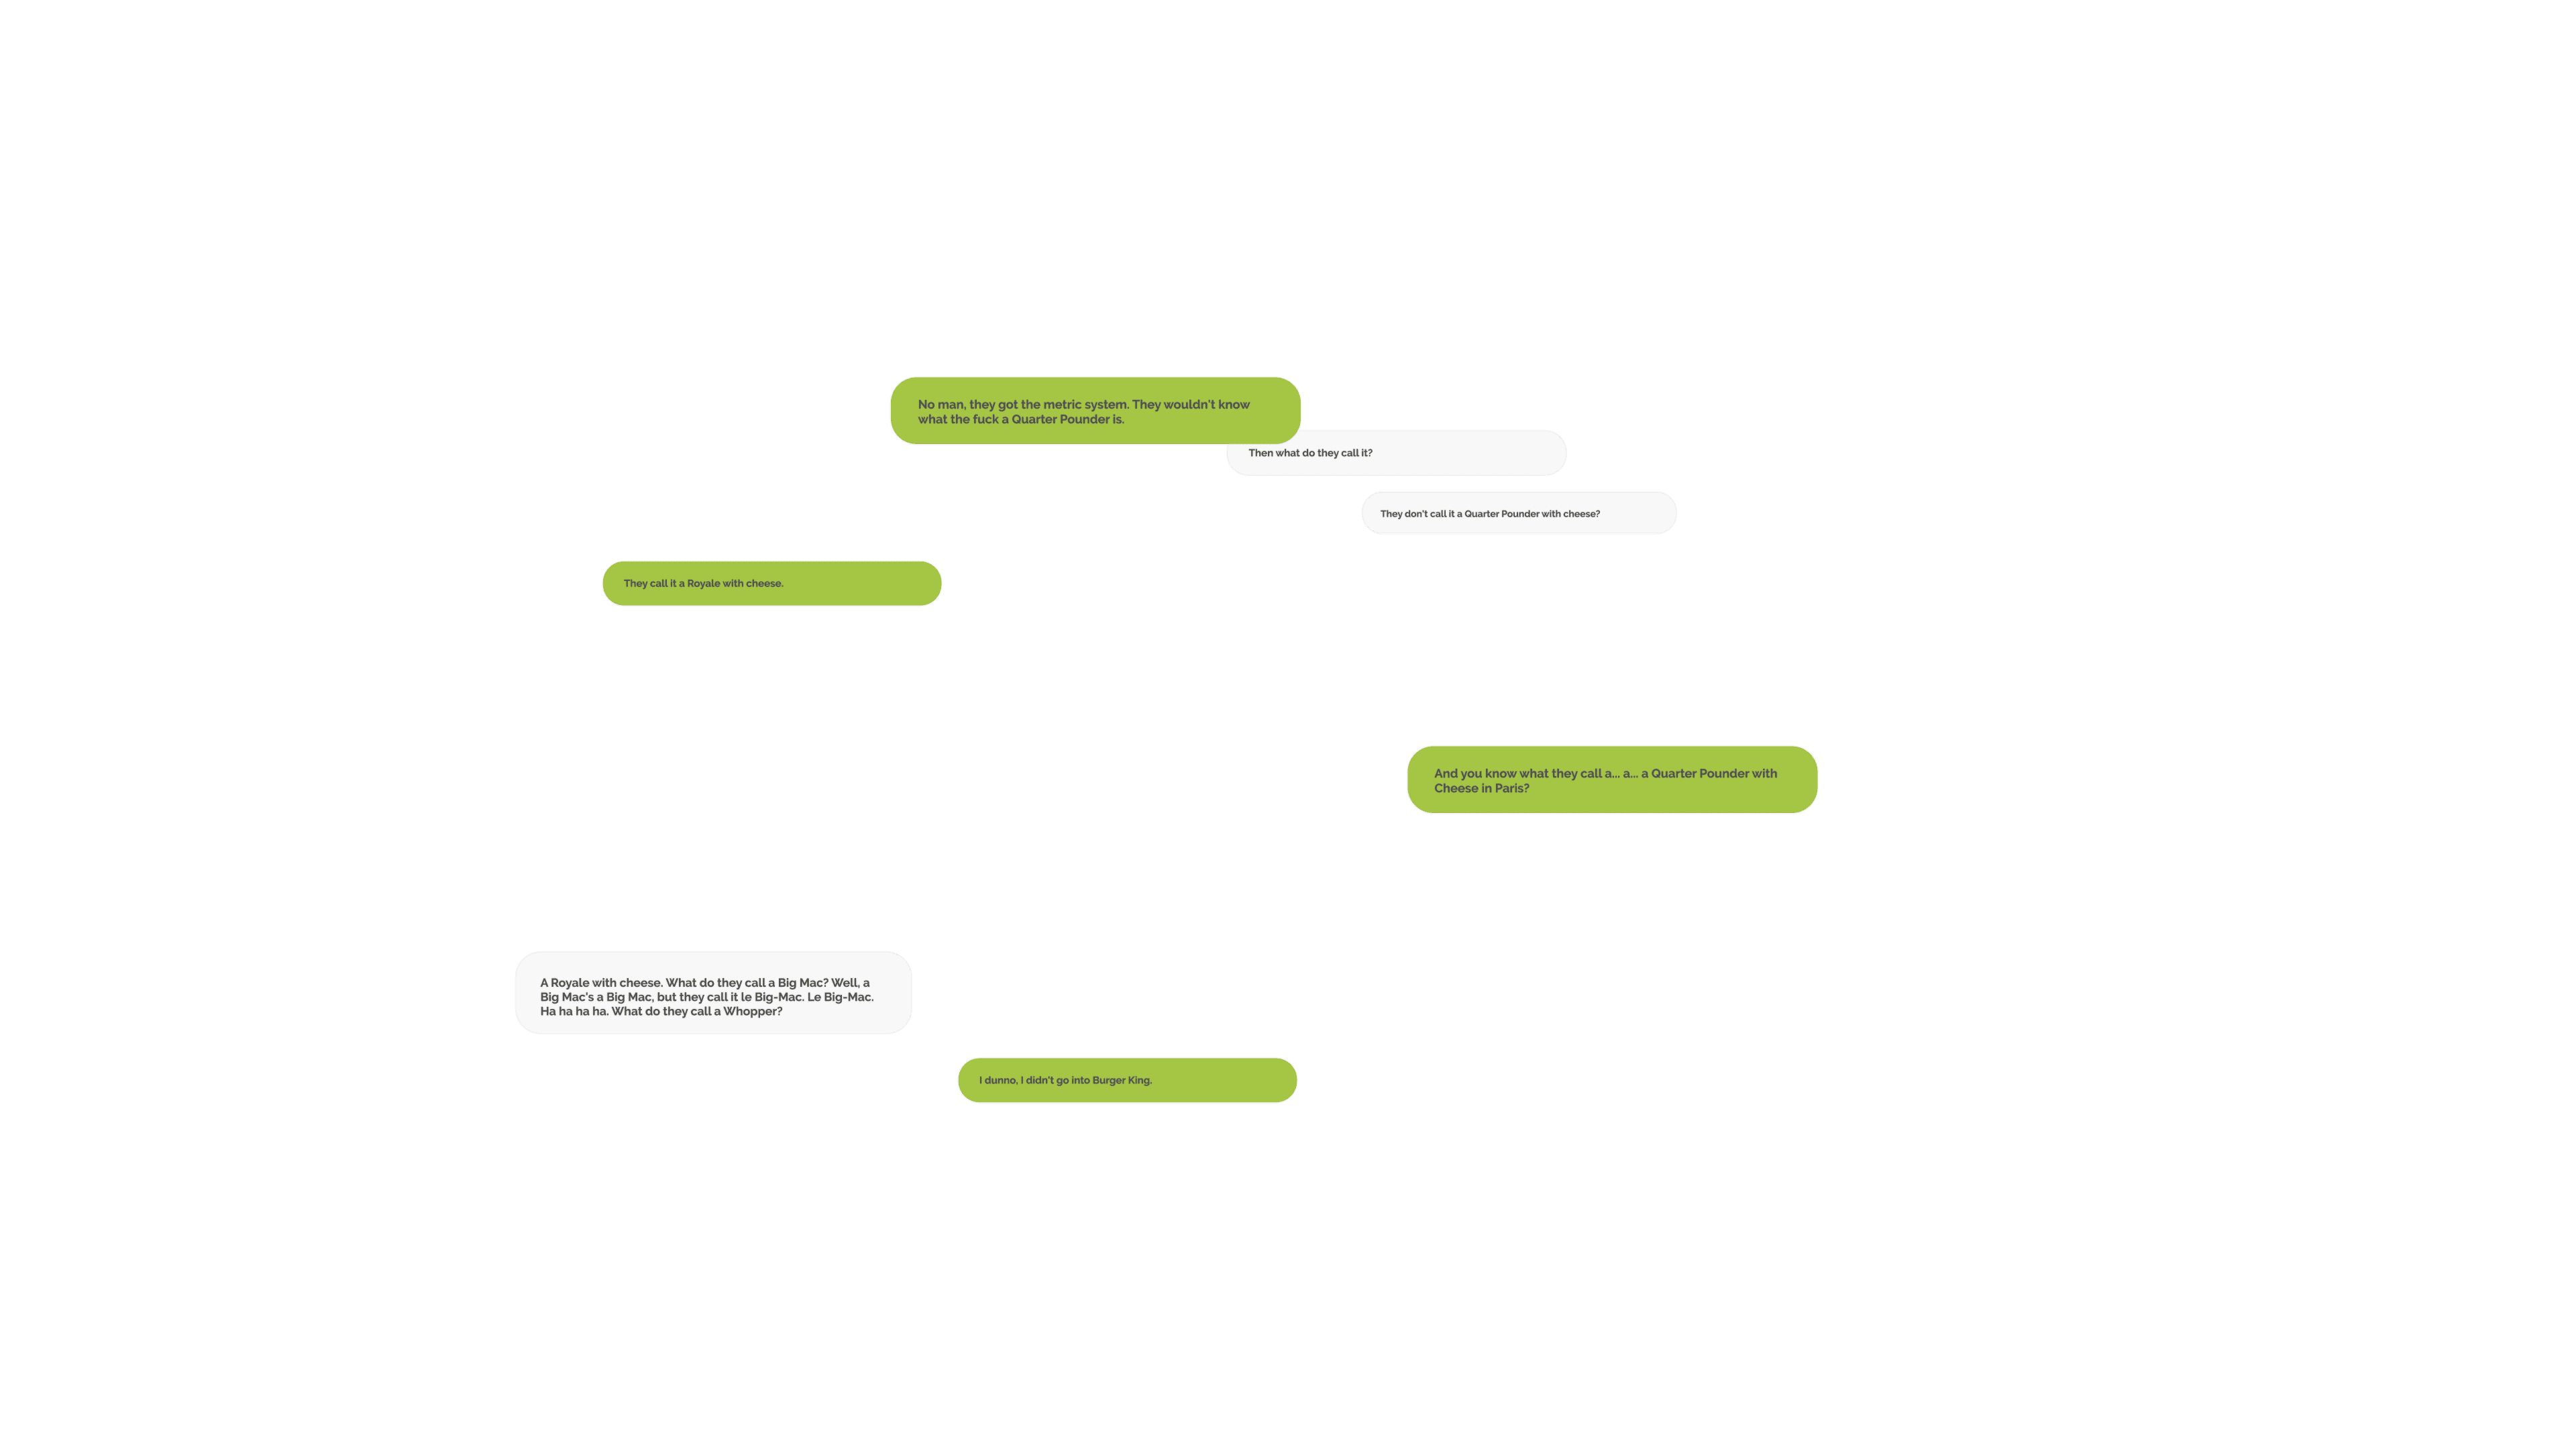 No man, they got the metric system. They wouldn't know
what the fuck a Quarter Pounder is.
Then what do they call it?
They don't call it a Quarter Pounder with cheese?
They call it a Royale with cheese.
And you know what they call a... a... a Quarter Pounder with
Cheese in Paris?
A Royale with cheese. What do they call a Big Mac? Well, a
Big Mac's a Big Mac, but they call it le Big-Mac. Le Big-Mac.
Ha ha ha ha. What do they call a Whopper?
I dunno, I didn't go into Burger King.